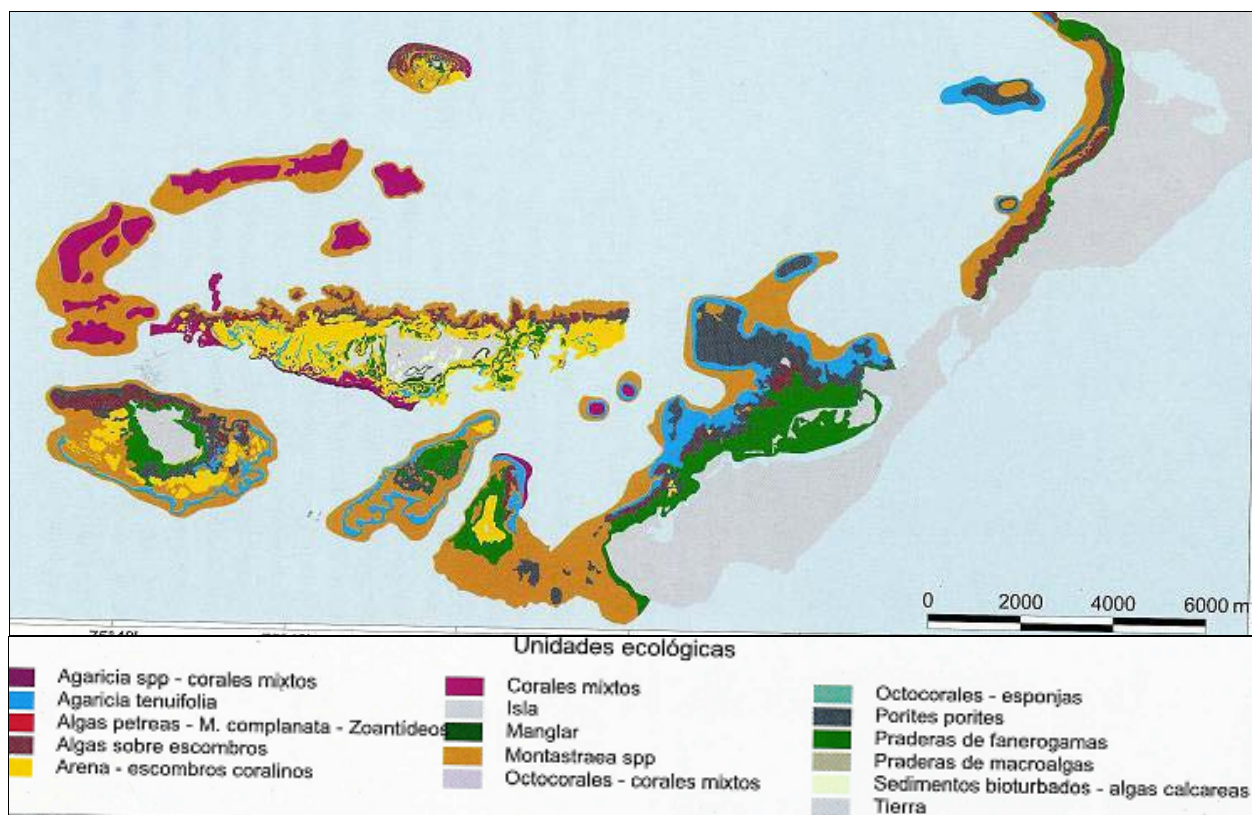 0 2000 4000 6000 m
Unidades ecológicas
Agaricia spp - corales mixtos
Agaricia tenuifolia
Algas petreas - M. complanata - Zoantídeos
Algas sobre escombros
Arena - escombros coralinos
Corales mixtos
Isla
Manglar
Montastraea spp
Octocorales - corales mixtos
Octocorales - esponjas
Porites porites
Praderas de fanerogamas
Praderas de macroalgas
Sedimentos bioturbados - algas calcareas
Tierra